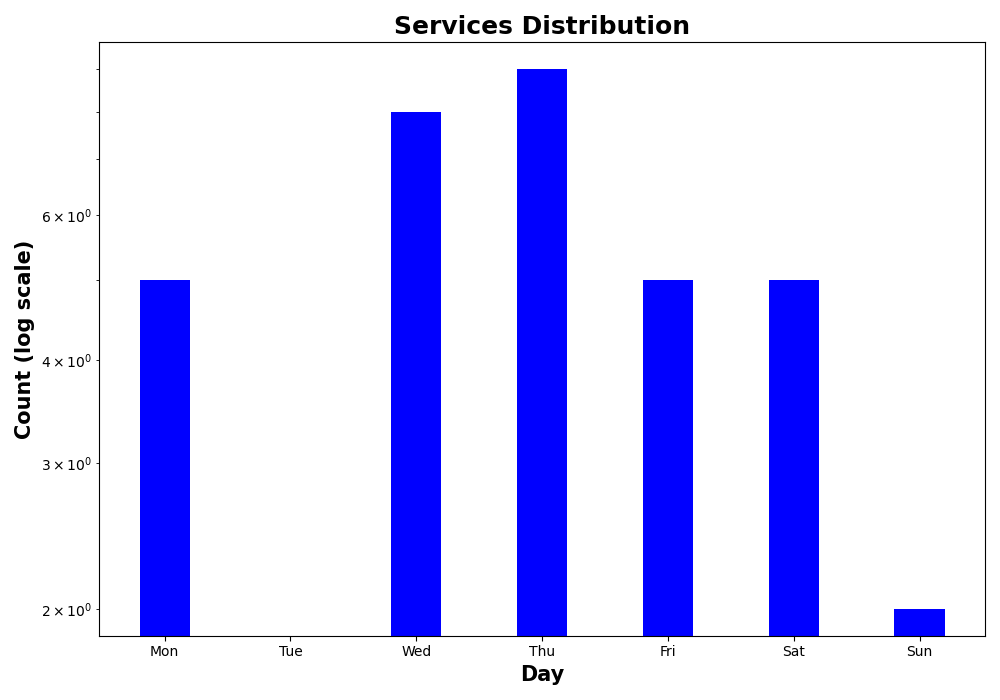 Services Distribution
Count (log scale)
6 × 10⁰
4 × 10⁰
3 × 10⁰
2 × 10⁰
Mon Tue Wed Thu Fri Sat Sun
Day